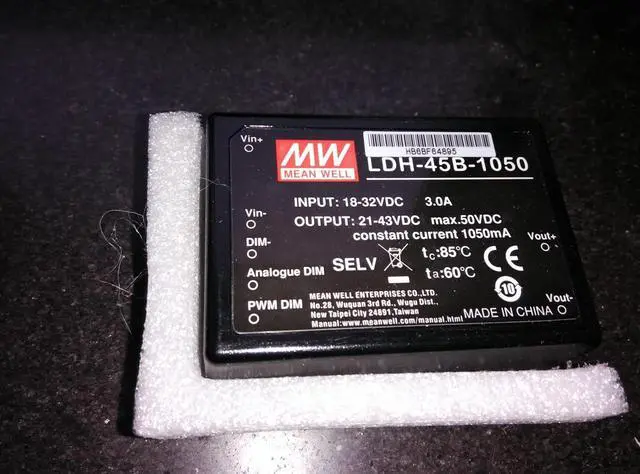 Vin+
MW
MEAN WELL
HB6BF64895
LDH-45B-1050
INPUT: 18-32VDC 3.0A
OUTPUT: 21-43VDC max.50VDC
constant current 1050mA
Vin-
DIM-
Analogue DIM
PWM DIM
SELV
tc:85°C
ta:60°C
CE
10
Vout+
Vout-
MEAN WELL ENTERPRISES CO.,LTD.
No.28, Wuquan 3rd Rd., Wugu Dist.,
New Taipei City 24891,Taiwan
Manual:www.meanwell.com/manual.html
MADE IN CHINA